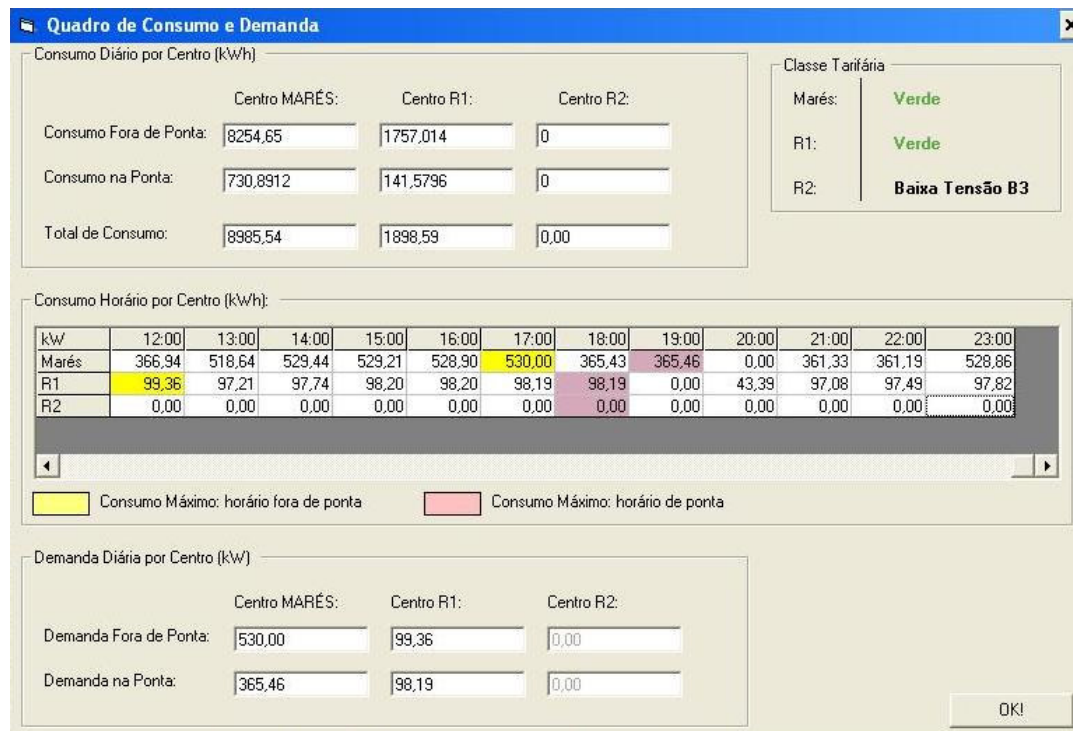 Quadro de Consumo e Demanda
Consumo Diário por Centro (kWh)
Centro MARÉS: Centro R1: Centro R2:
Consumo Fora de Ponta: 8254,65 1757,014 0
Consumo na Ponta: 730,8912 141,5796 0
Total de Consumo: 8985,54 1898,59 0,00
Classe Tarifária
Marés: Verde
R1: Verde
R2: Baixa Tensão B3
Consumo Horário por Centro (kWh):
kW 12:00 13:00 14:00 15:00 16:00 17:00 18:00 19:00 20:00 21:00 22:00 23:00
Marés 366,94 518,64 529,44 529,21 528,90 530,00 365,43 365,46 0,00 361,33 361,19 528,86
R1 99,36 97,21 97,74 98,20 98,20 98,19 98,19 0,00 43,39 97,08 97,49 97,82
R2 0,00 0,00 0,00 0,00 0,00 0,00 0,00 0,00 0,00 0,00 0,00 0,00
Consumo Máximo: horário fora de ponta Consumo Máximo: horário de ponta
Demanda Diária por Centro (kW)
Centro MARÉS: Centro R1: Centro R2:
Demanda Fora de Ponta: 530,00 99,36 0,00
Demanda na Ponta: 365,46 98,19 0,00
OK!